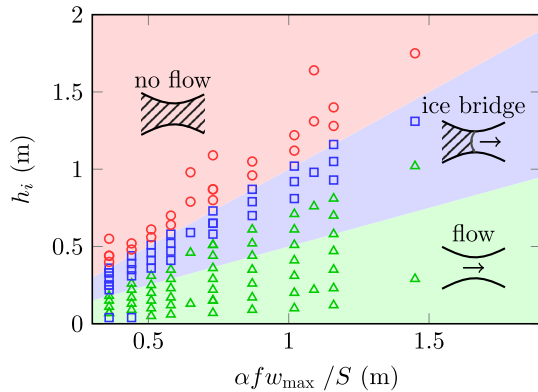 2
no flow
1.5
ice bridge
h_i (m)
1
0.5
flow
0
0.5
1
1.5
αfw_max /S (m)